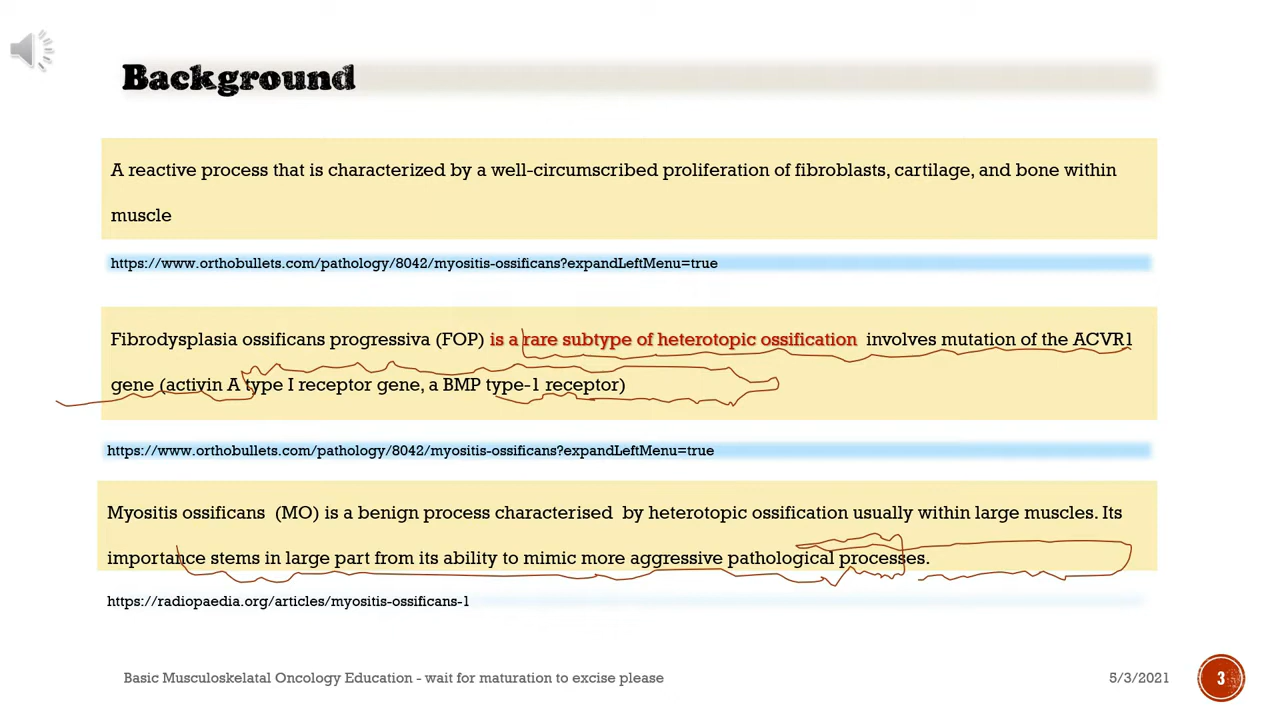 Background
A reactive process that is characterized by a well-circumscribed proliferation of fibroblasts, cartilage, and bone within
muscle
https://www.orthobullets.com/pathology/8042/myositis-ossificans?expandLeftMenu=true
Fibrodysplasia ossificans progressiva (FOP) is a rare subtype of heterotopic ossification involves mutation of the ACVR1
gene (activin A type I receptor gene, a BMP type-1 receptor)
https://www.orthobullets.com/pathology/8042/myositis-ossificans?expandLeftMenu=true
Myositis ossificans (MO) is a benign process characterised by heterotopic ossification usually within large muscles. Its
importance stems in large part from its ability to mimic more aggressive pathological processes.
https://radiopaedia.org/articles/myositis-ossificans-1
Basic Musculoskelatal Oncology Education - wait for maturation to excise please
5/3/2021
3